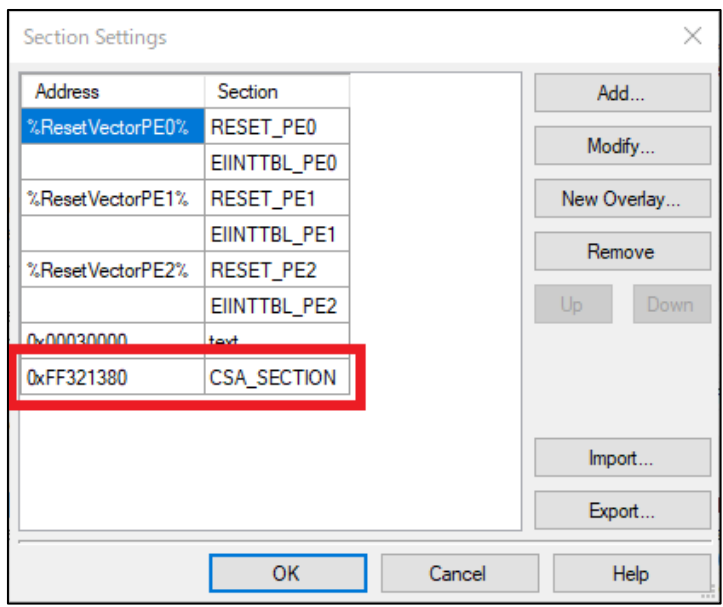 Section Settings
Address Section
%ResetVectorPE0% RESET_PE0
EIINTTBL_PE0
%ResetVectorPE1% RESET_PE1
EIINTTBL_PE1
%ResetVectorPE2% RESET_PE2
EIINTTBL_PE2
0x00030000 .text
0xFF321380 CSA_SECTION
Add...
Modify...
New Overlay...
Remove
Up Down
Import...
Export...
OK Cancel Help